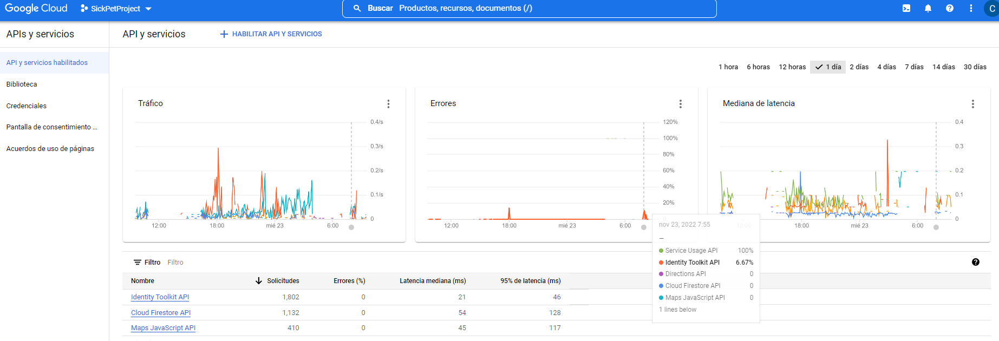 Google Cloud SickPetProject Buscar Productos, recursos, documentos (/) C
APIs y servicios
API y servicios habilitados
Biblioteca
Credenciales
Pantalla de consentimiento ...
Acuerdos de uso de páginas
API y servicios HABILITAR API Y SERVICIOS
1 hora 6 horas 12 horas 1 día 2 días 4 días 7 días 14 días 30 días
Tráfico
0.4/s
0.3/s
0.2/s
0.1/s
0
12:00 18:00 mié 23 6:00
Errores
120%
100%
80%
60%
40%
20%
0
12:00 18:00 mié 23 6:00
Mediana de latencia
0.4
0.3
0.2
0.1
0
12:00 18:00 mié 23 6:00
nov 23, 2022 7:55
Service Usage API 100%
Identity Toolkit API 6.67%
Directions API 0
Cloud Firestore API 0
Maps JavaScript API 0
1 lines below
Filtro Filtro
Nombre Solicitudes Errores (%) Latencia mediana (ms) 95% de latencia (ms)
Identity Toolkit API 1,802 0 21 46
Cloud Firestore API 1,132 0 54 128
Maps JavaScript API 410 0 45 117